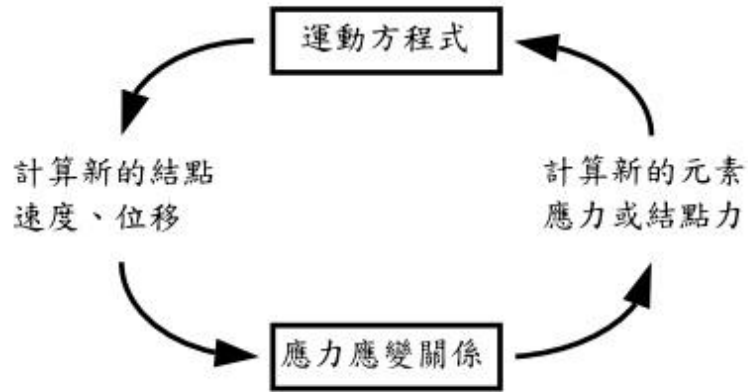 運動方程式
計算新的結點
速度、位移
計算新的元素
應力或結點力
應力應變關係